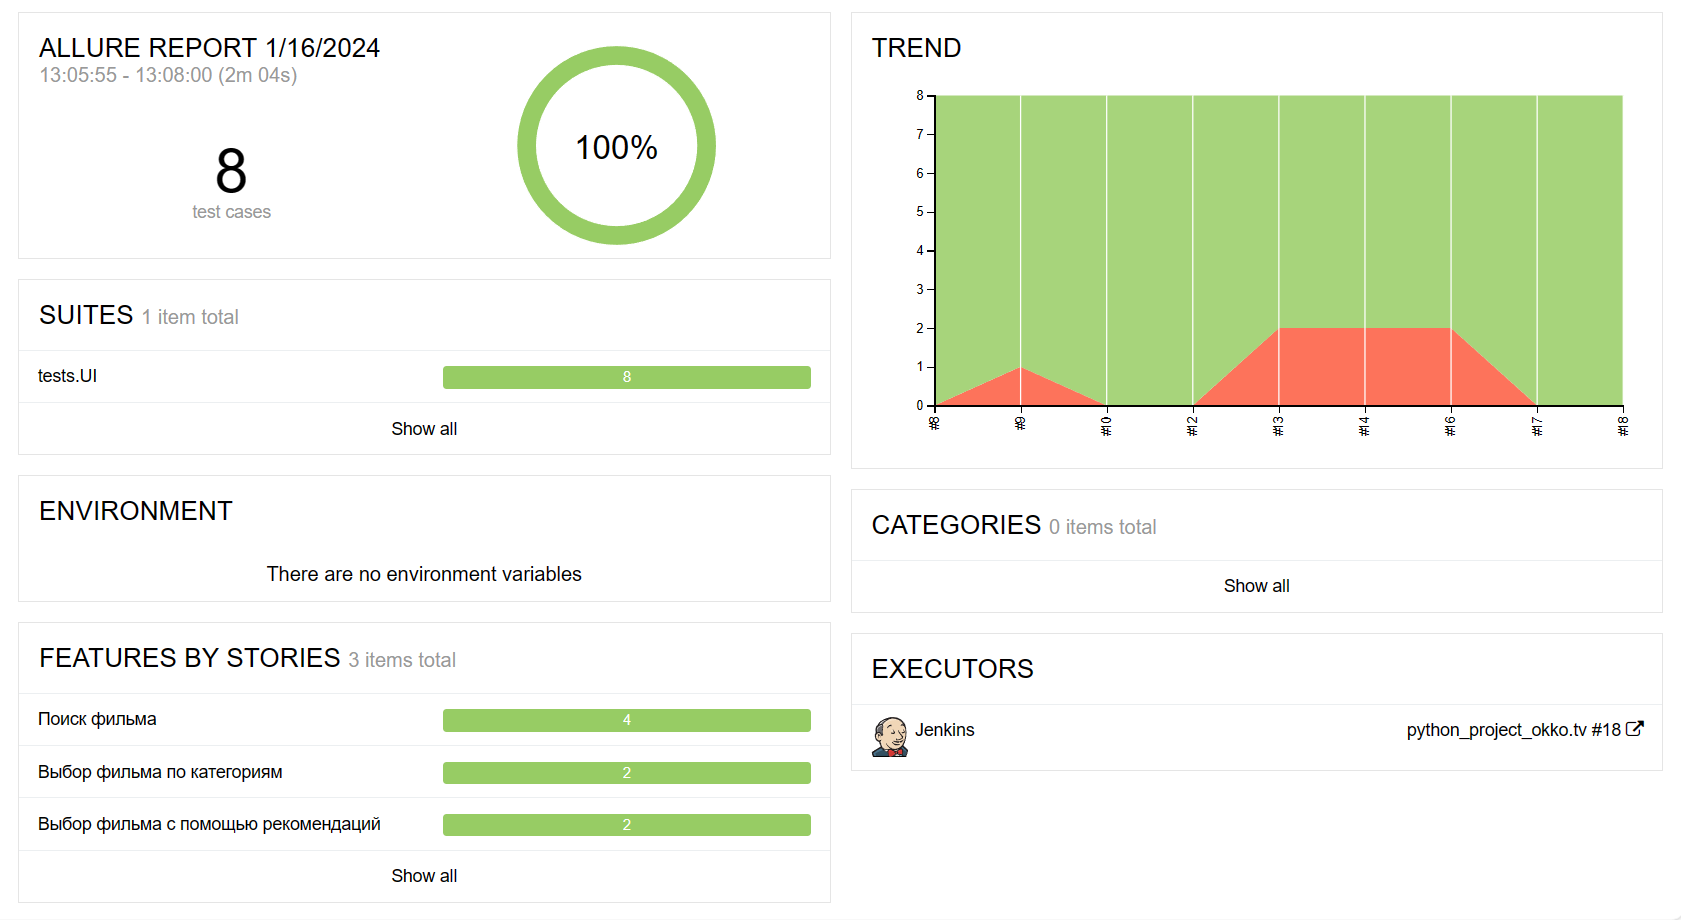 ALLURE REPORT 1/16/2024
13:05:55 - 13:08:00 (2m 04s)
8
test cases
100%
SUITES 1 item total
tests.UI 8
Show all
ENVIRONMENT
There are no environment variables
FEATURES BY STORIES 3 items total
Поиск фильма 4
Выбор фильма по категориям 2
Выбор фильма с помощью рекомендаций 2
Show all
TREND
8
7
6
5
4
3
2
1
0
#8
#9
#10
#12
#13
#14
#16
#17
#18
CATEGORIES 0 items total
Show all
EXECUTORS
Jenkins python_project_okko.tv #18